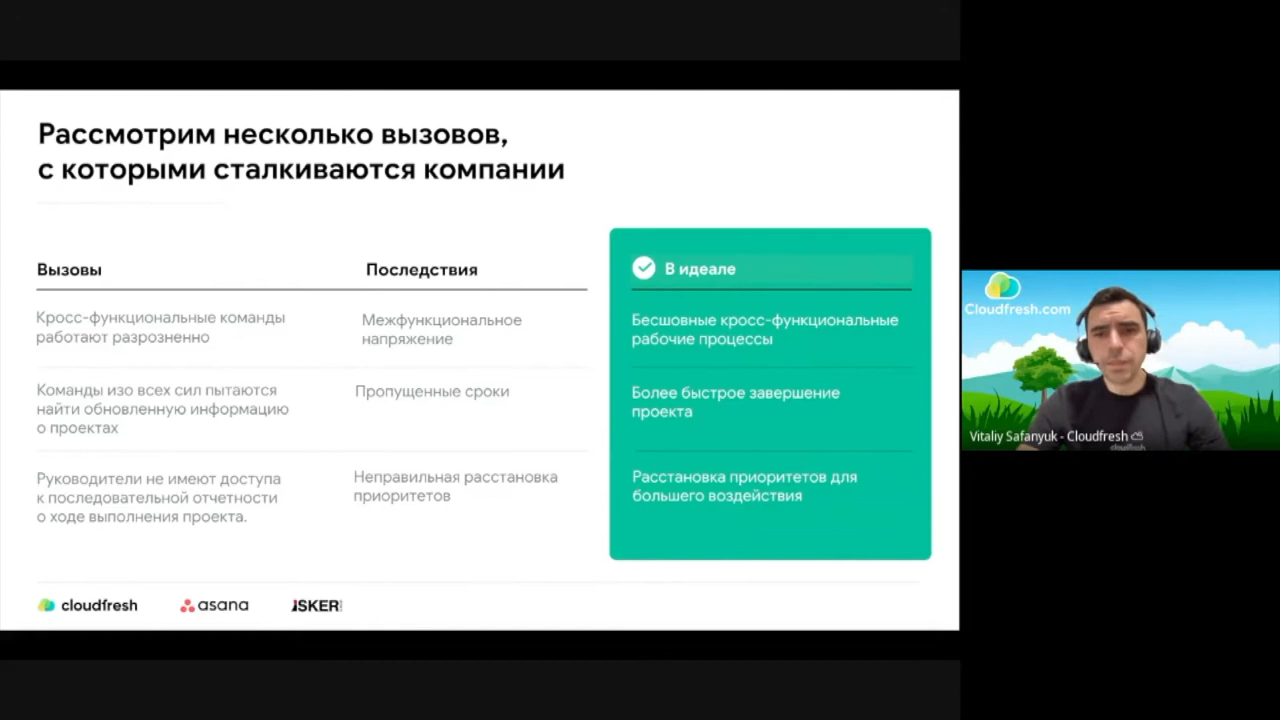 Рассмотрим несколько вызовов,
с которыми сталкиваются компании
Вызовы
Последствия
В идеале
Кросс-функциональные команды
работают разрозненно
Межфункциональное
напряжение
Бесшовные кросс-функциональные
рабочие процессы
Команды изо всех сил пытаются
найти обновленную информацию
о проектах
Пропущенные сроки
Более быстрое завершение
проекта
Руководители не имеют доступа
к последовательной отчетности
о ходе выполнения проекта.
Неправильная расстановка
приоритетов
Расстановка приоритетов для
большего воздействия
cloudfresh
asana
ISKER
Cloudfresh.com
Vitaliy Safanyuk - Cloudfresh
cloudfresh